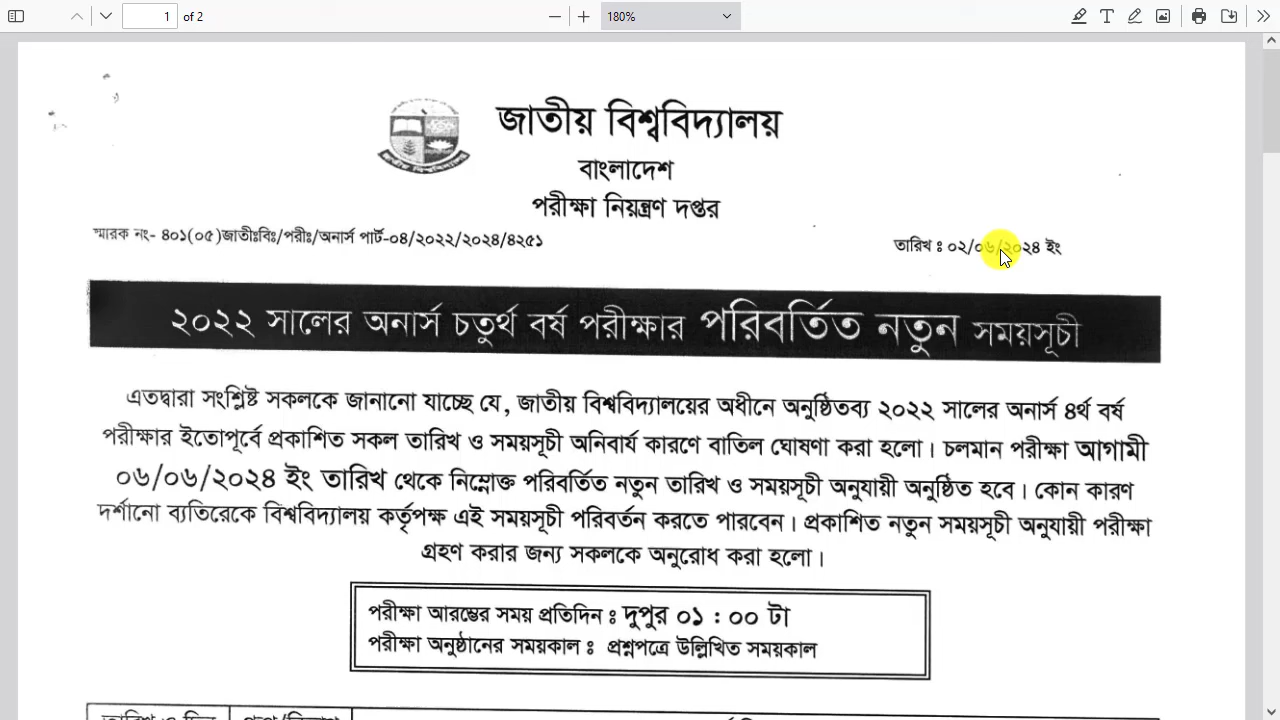 1 of 2
180%
জাতীয় বিশ্ববিদ্যালয়
বাংলাদেশ
পরীক্ষা নিয়ন্ত্রণ দপ্তর
স্মারক নং- ৪০১(০৫)জাতীঃবিঃ/পরীঃ/অনার্স পার্ট-০৪/২০২২/২০২৪/৪২৫১
তারিখ ঃ ০২/০৬/২০২৪ ইং
২০২২ সালের অনার্স চতুর্থ বর্ষ পরীক্ষার পরিবর্তিত নতুন সময়সূচী
এতদ্বারা সংশ্লিষ্ট সকলকে জানানো যাচ্ছে যে, জাতীয় বিশ্ববিদ্যালয়ের অধীনে অনুষ্ঠিতব্য ২০২২ সালের অনার্স ৪র্থ বর্ষ
পরীক্ষার ইতোপূর্বে প্রকাশিত সকল তারিখ ও সময়সূচী অনিবার্য কারণে বাতিল ঘোষণা করা হলো। চলমান পরীক্ষা আগামী
০৬/০৬/২০২৪ ইং তারিখ থেকে নিম্নোক্ত পরিবর্তিত নতুন তারিখ ও সময়সূচী অনুযায়ী অনুষ্ঠিত হবে। কোন কারণ
দর্শানো ব্যতিরেকে বিশ্ববিদ্যালয় কর্তৃপক্ষ এই সময়সূচী পরিবর্তন করতে পারবেন। প্রকাশিত নতুন সময়সূচী অনুযায়ী পরীক্ষা
গ্রহণ করার জন্য সকলকে অনুরোধ করা হলো।
পরীক্ষা আরম্ভের সময় প্রতিদিন ঃ দুপুর ০১ : ০০ টা
পরীক্ষা অনুষ্ঠানের সময়কাল ঃ প্রশ্নপত্রে উল্লিখিত সময়কাল